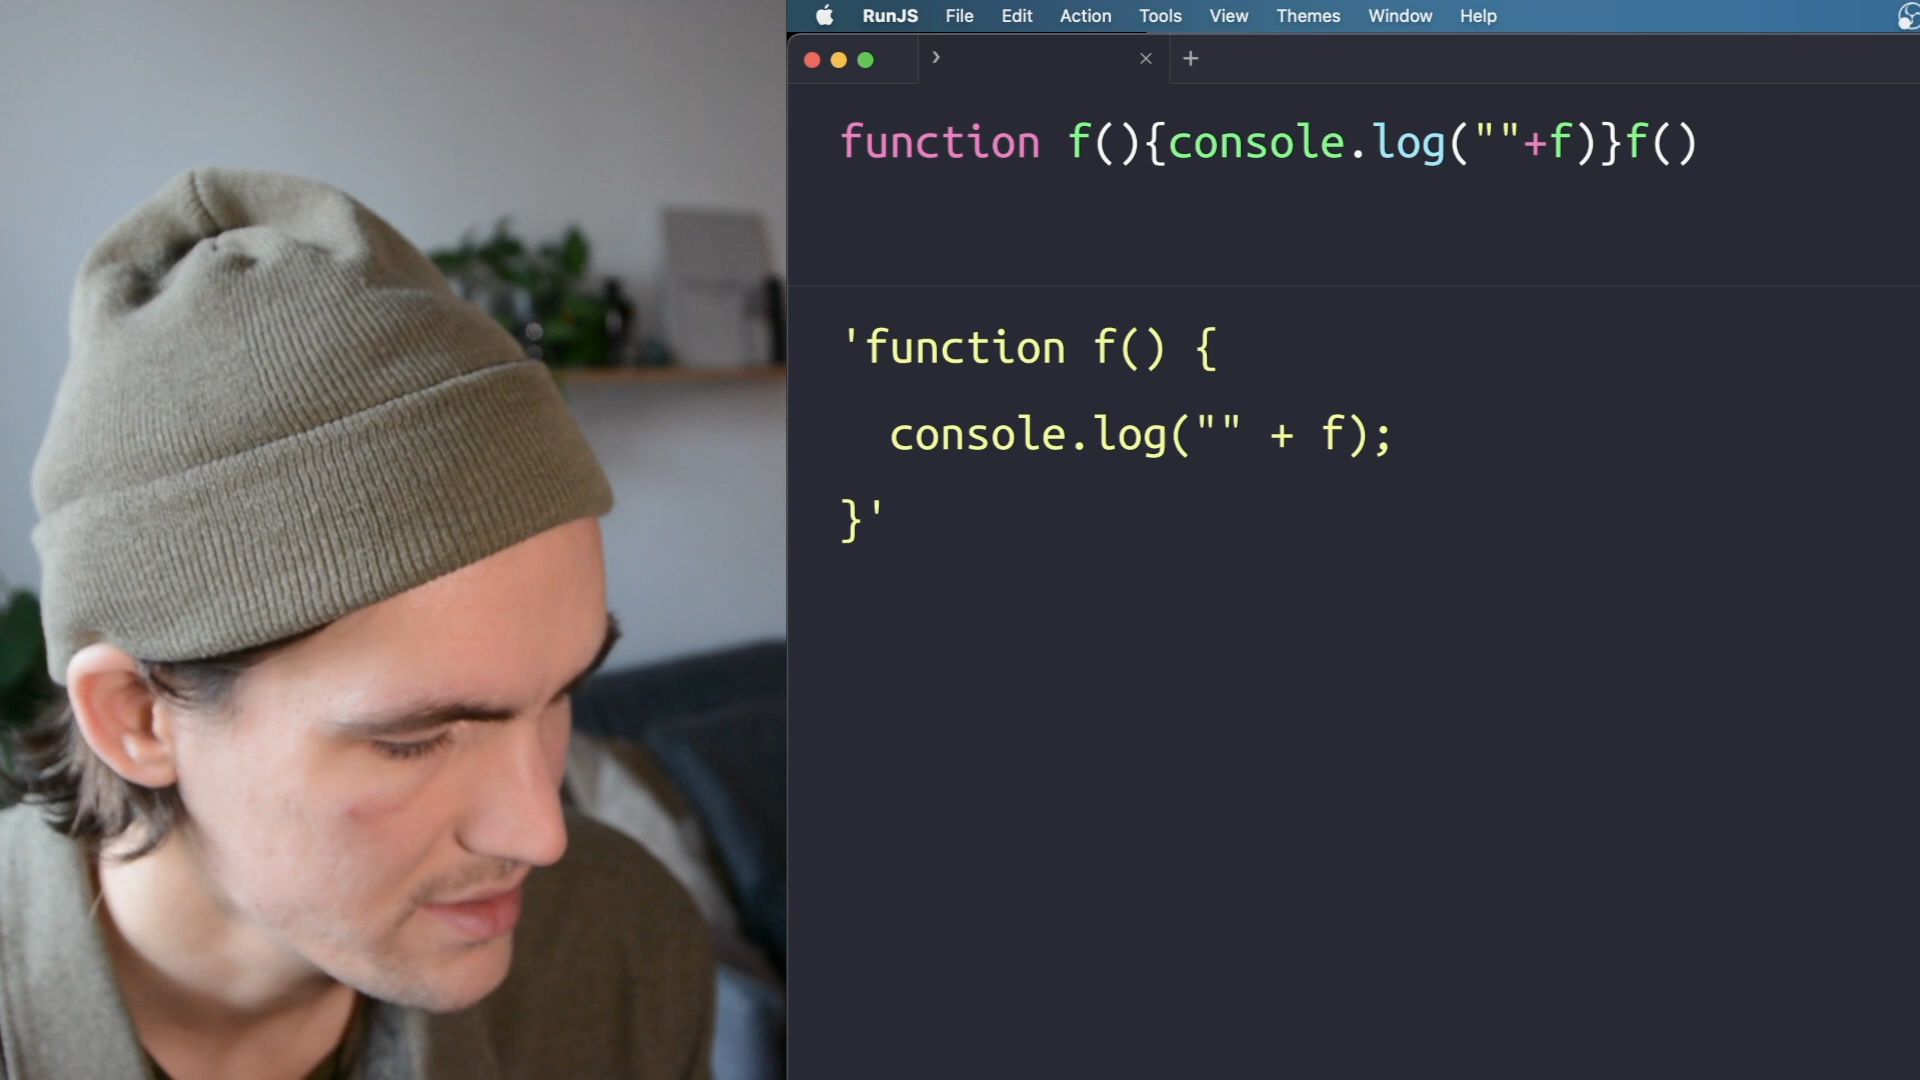 RunJS File Edit Action Tools View Themes Window Help
function f(){console.log(""+f)}f()
'function f() {
console.log("" + f);
}'